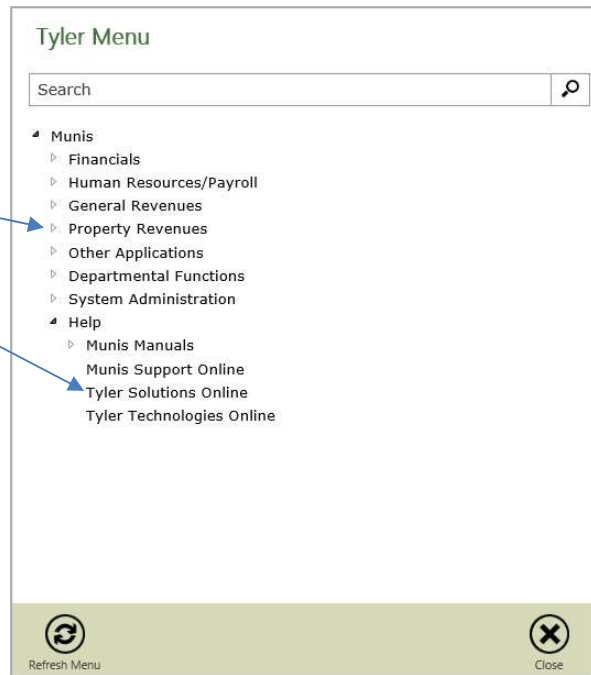 Tyler Menu
Search
Munis
Financials
Human Resources/Payroll
General Revenues
Property Revenues
Other Applications
Departmental Functions
System Administration
Help
Munis Manuals
Munis Support Online
Tyler Solutions Online
Tyler Technologies Online
Refresh Menu
Close